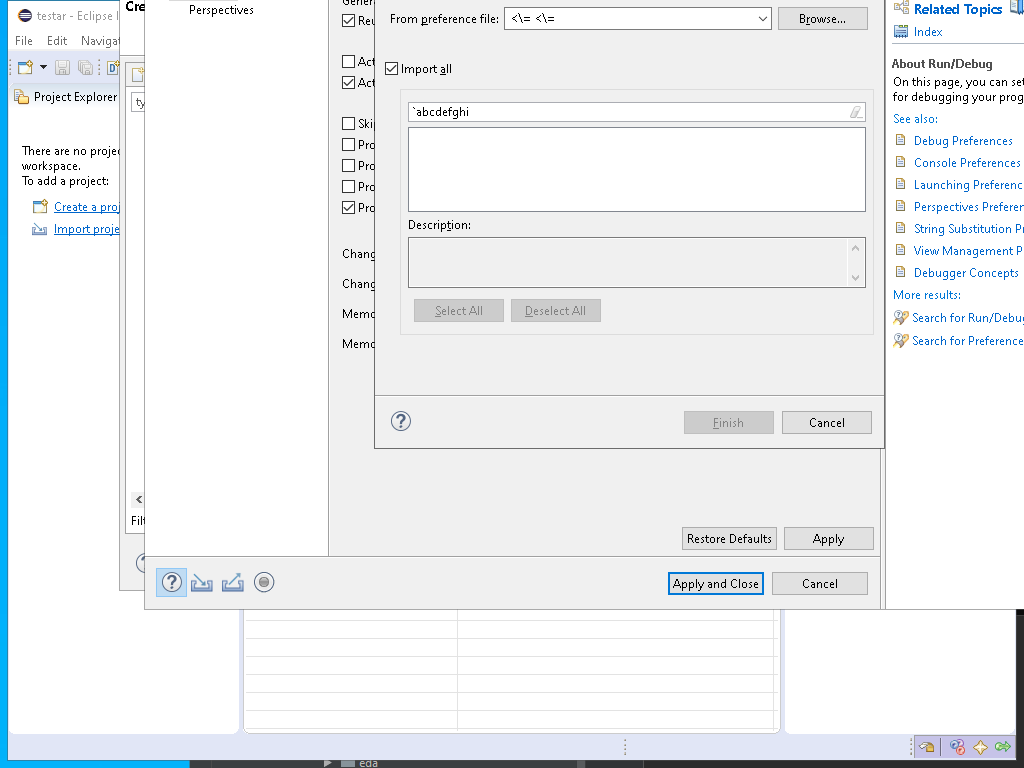 testar - Eclipse I
File Edit Navigat
Project Explorer
There are no projec
workspace.
To add a project:
Create a proj
Import proje
Cre
ty
Filt
Perspectives
General
Reu
Act
Act
Skip
Pro
Pro
Pro
Pro
Chang
Chang
Memo
Memo
From preference file:
<\= <\=
Browse...
Import all
`abcdefghi
Description:
Select All
Deselect All
Finish
Cancel
Restore Defaults
Apply
Apply and Close
Cancel
Related Topics
Index
About Run/Debug
On this page, you can set
for debugging your prog
See also:
Debug Preferences
Console Preferences
Launching Preferenc
Perspectives Preferen
String Substitution Pr
View Management P
Debugger Concepts
More results:
Search for Run/Debug
Search for Preference
eda